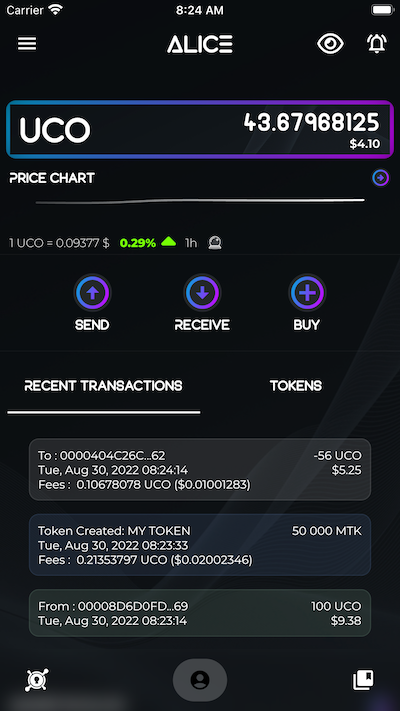 Carrier 8:24 AM
ALICE
UCO 43.67968125
$4.10
PRICE CHART
1 UCO = 0.09377 $ 0.29% 1h
SEND RECEIVE BUY
RECENT TRANSACTIONS TOKENS
To : 0000404C26C...62 -56 UCO
Tue, Aug 30, 2022 08:24:14 $5.25
Fees : 0.10678078 UCO ($0.01001283)
Token Created: MY TOKEN 50 000 MTK
Tue, Aug 30, 2022 08:23:33
Fees : 0.21353797 UCO ($0.02002346)
From : 00008D6D0FD...69 100 UCO
Tue, Aug 30, 2022 08:23:14 $9.38